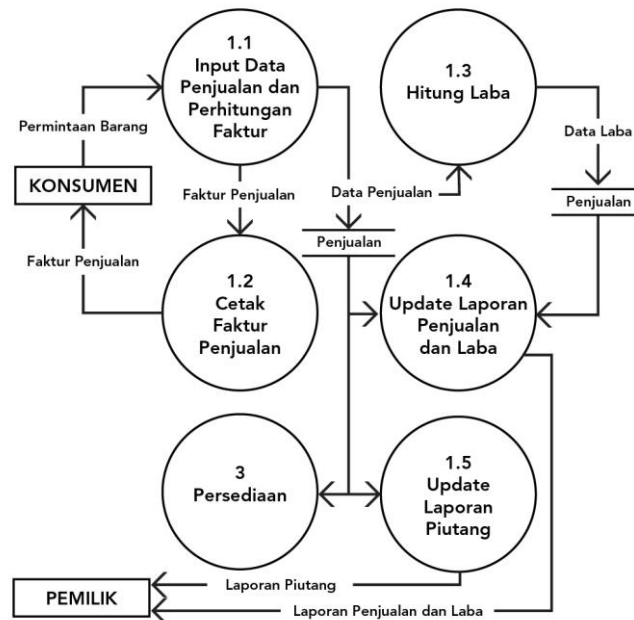 1.1
Input Data
Penjualan dan
Perhitungan
Faktur
1.3
Hitung Laba
Permintaan Barang
Data Laba
KONSUMEN
Faktur Penjualan
Data Penjualan
Penjualan
Penjualan
Faktur Penjualan
1.2
Cetak
Faktur
Penjualan
1.4
Update Laporan
Penjualan
dan Laba
3
Persediaan
1.5
Update
Laporan
Piutang
Laporan Piutang
PEMILIK
Laporan Penjualan dan Laba